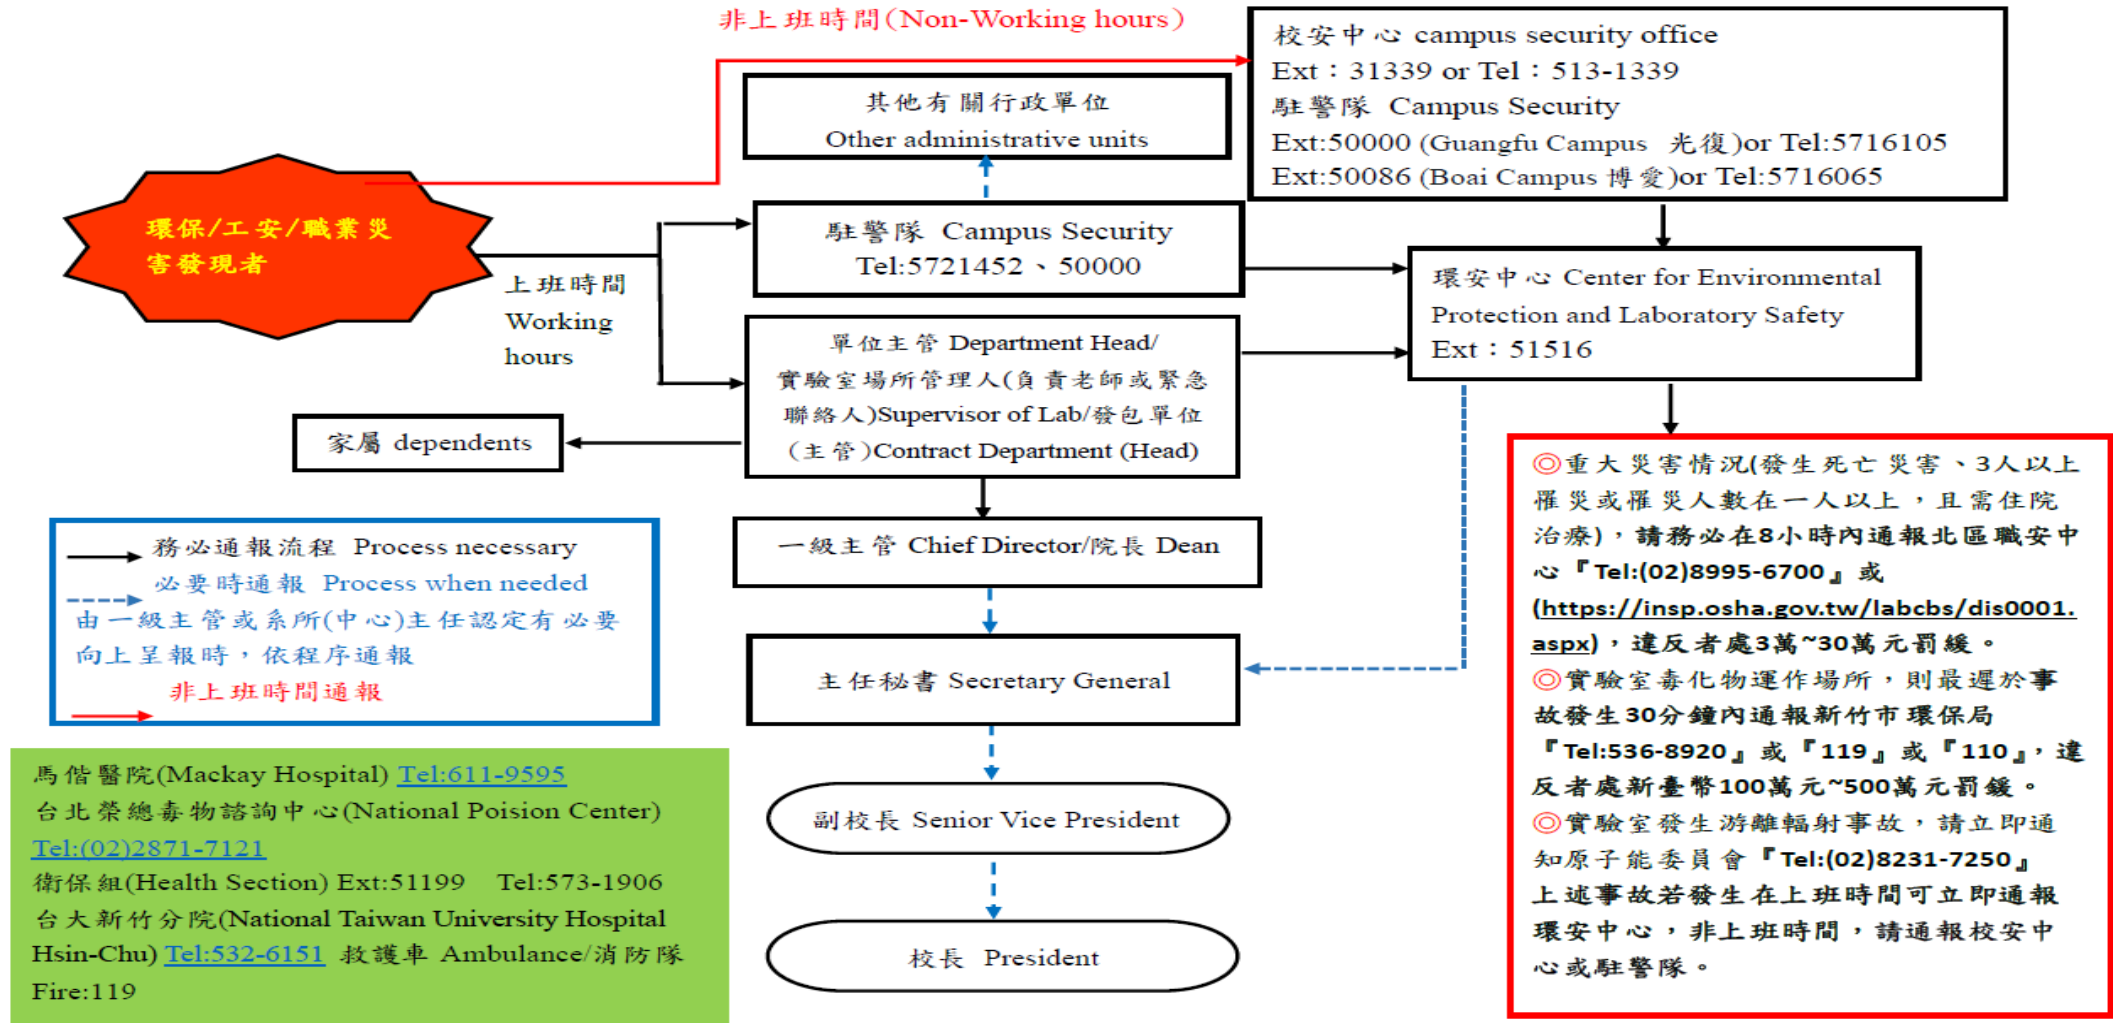 非上班時間(Non-Working hours)
校安中心 campus security office
Ext：31339 or Tel：513-1339
駐警隊 Campus Security
Ext:50000 (Guangfu Campus 光復)or Tel:5716105
Ext:50086 (Boai Campus 博愛)or Tel:5716065
其他有關行政單位
Other administrative units
環保/工安/職業災
害發現者
上班時間
Working
hours
駐警隊 Campus Security
Tel:5721452、50000
環安中心 Center for Environmental
Protection and Laboratory Safety
Ext：51516
單位主管 Department Head/
實驗室場所管理人(負責老師或緊急
聯絡人)Supervisor of Lab/發包單位
(主管)Contract Department (Head)
家屬 dependents
一級主管 Chief Director/院長 Dean
主任秘書 Secretary General
副校長 Senior Vice President
校長 President
務必通報流程 Process necessary
必要時通報 Process when needed
由一級主管或系所(中心)主任認定有必要
向上呈報時，依程序通報
非上班時間通報
馬偕醫院(Mackay Hospital) Tel:611-9595
台北榮總毒物諮詢中心(National Poision Center)
Tel:(02)2871-7121
衛保組(Health Section) Ext:51199 Tel:573-1906
台大新竹分院(National Taiwan University Hospital
Hsin-Chu) Tel:532-6151 救護車 Ambulance/消防隊
Fire:119
◎重大災害情況(發生死亡災害、3人以上
罹災或罹災人數在一人以上，且需住院
治療)，請務必在8小時內通報北區職安中
心『Tel:(02)8995-6700』或
(https://insp.osha.gov.tw/labcbs/dis0001.
aspx)，違反者處3萬~30萬元罰緩。
◎實驗室毒化物運作場所，則最遲於事
故發生30分鐘內通報新竹市環保局
『Tel:536-8920』或『119』或『110』，違
反者處新臺幣100萬元~500萬元罰鍰。
◎實驗室發生游離輻射事故，請立即通
知原子能委員會『Tel:(02)8231-7250』
上述事故若發生在上班時間可立即通報
環安中心，非上班時間，請通報校安中
心或駐警隊。